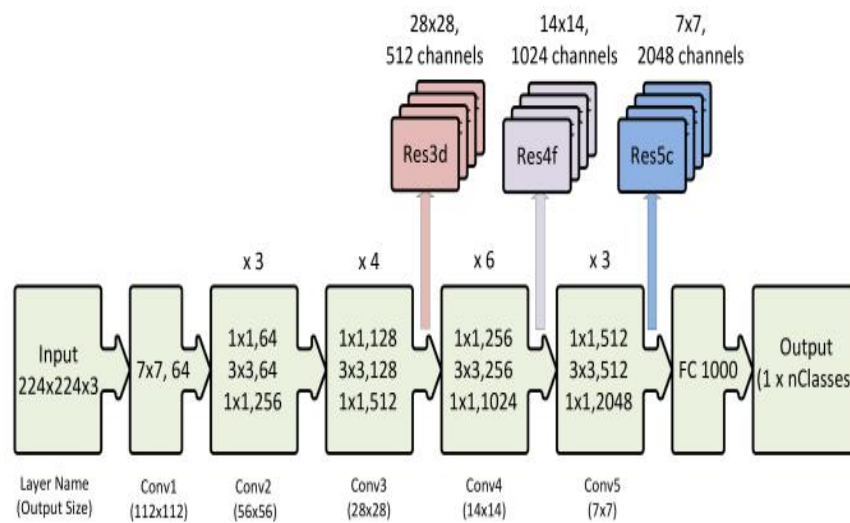 28x28,
512 channels
14x14,
1024 channels
7x7,
2048 channels
Res3d
Res4f
Res5c
x 3
x 4
x 6
x 3
Input
224x224x3
7x7, 64
1x1,64
3x3,64
1x1,256
1x1,128
3x3,128
1x1,512
1x1,256
3x3,256
1x1,1024
1x1,512
3x3,512
1x1,2048
FC 1000
Output
(1 x nClasses
Layer Name
(Output Size)
Conv1
(112x112)
Conv2
(56x56)
Conv3
(28x28)
Conv4
(14x14)
Conv5
(7x7)